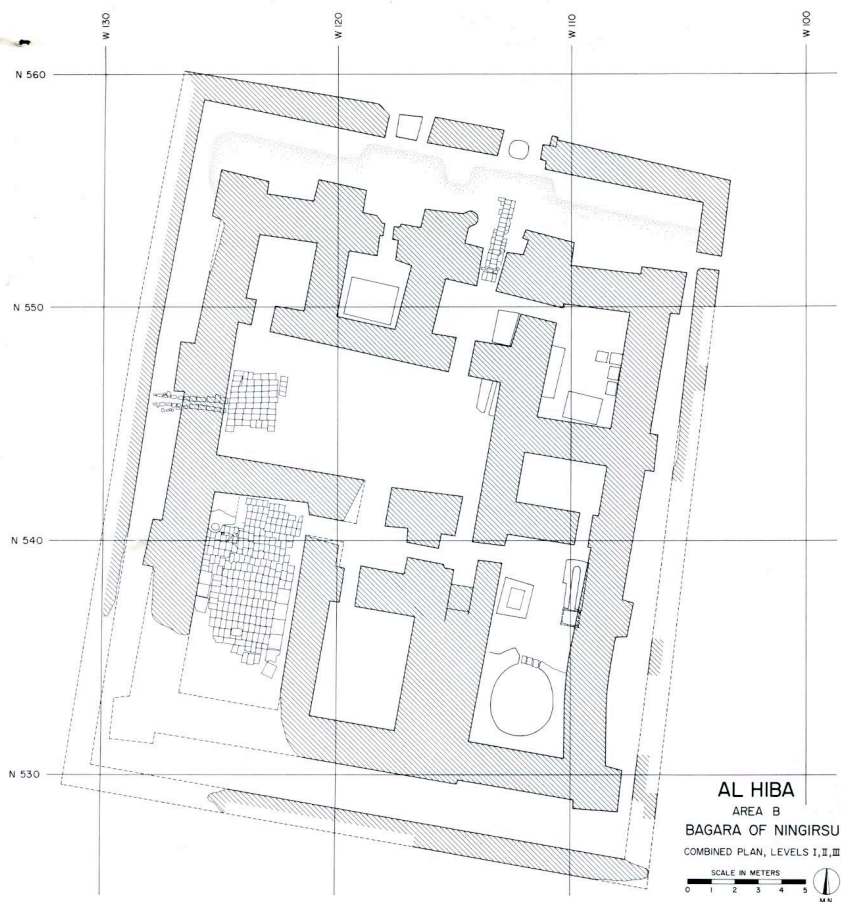 W 130
W 120
W 110
W 100
N 560
N 550
N 540
N 530
AL HIBA
AREA B
BAGARA OF NINGIRSU
COMBINED PLAN, LEVELS I, II, III
SCALE IN METERS
0 1 2 3 4 5
M N